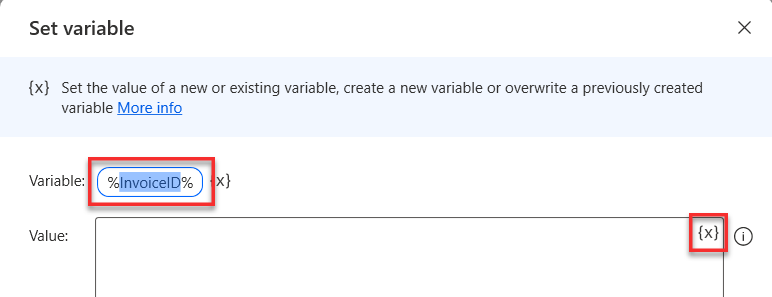 Set variable
{x} Set the value of a new or existing variable, create a new variable or overwrite a previously created
variable More info
Variable: %InvoiceID% {x}
Value: {x}